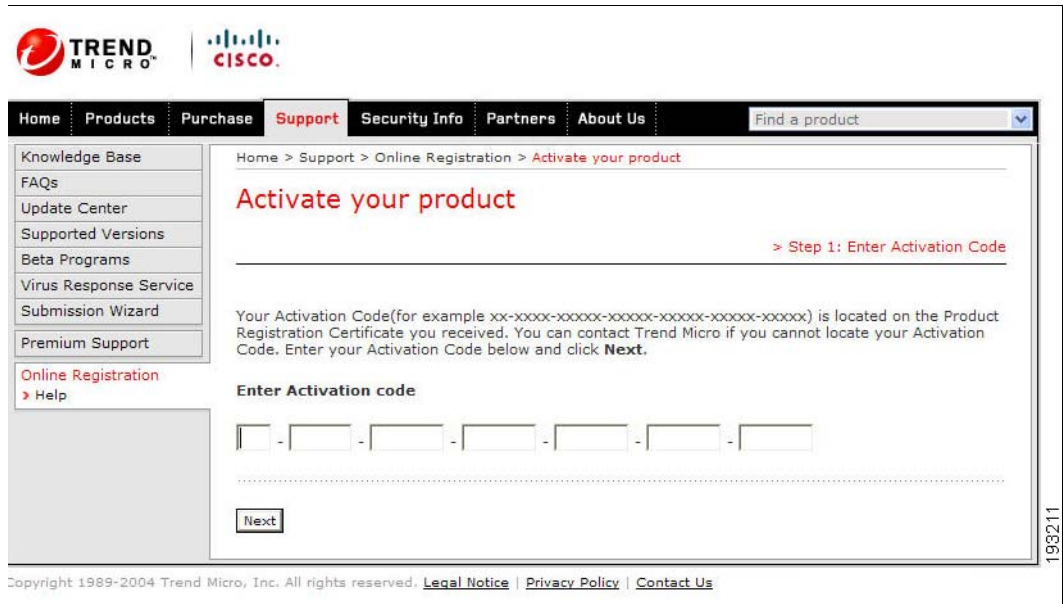 TREND MICRO™
CISCO.
Home Products Purchase Support Security Info Partners About Us Find a product
Knowledge Base
FAQs
Update Center
Supported Versions
Beta Programs
Virus Response Service
Submission Wizard
Premium Support
Online Registration
> Help
Home > Support > Online Registration > Activate your product
Activate your product
> Step 1: Enter Activation Code
Your Activation Code(for example xx-xxxx-xxxxx-xxxxx-xxxxx-xxxxx-xxxxx) is located on the Product
Registration Certificate you received. You can contact Trend Micro if you cannot locate your Activation
Code. Enter your Activation Code below and click Next.
Enter Activation code
- - - - - -
Next
193211
Copyright 1989-2004 Trend Micro, Inc. All rights reserved. Legal Notice | Privacy Policy | Contact Us